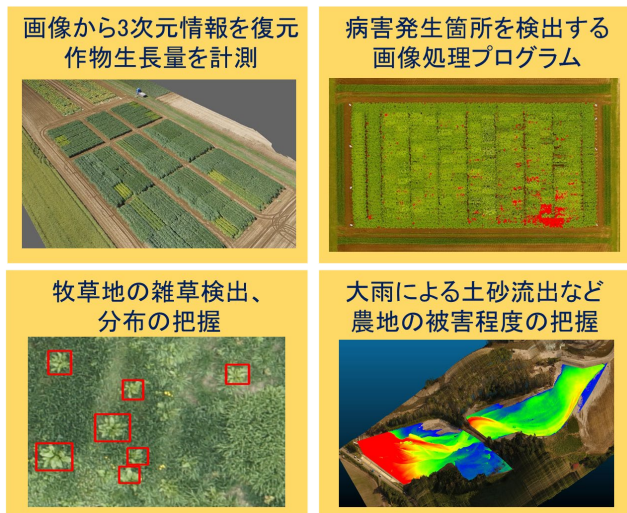 画像から3次元情報を復元
作物生長量を計測
病害発生箇所を検出する
画像処理プログラム
牧草地の雑草検出、
分布の把握
大雨による土砂流出など
農地の被害程度の把握